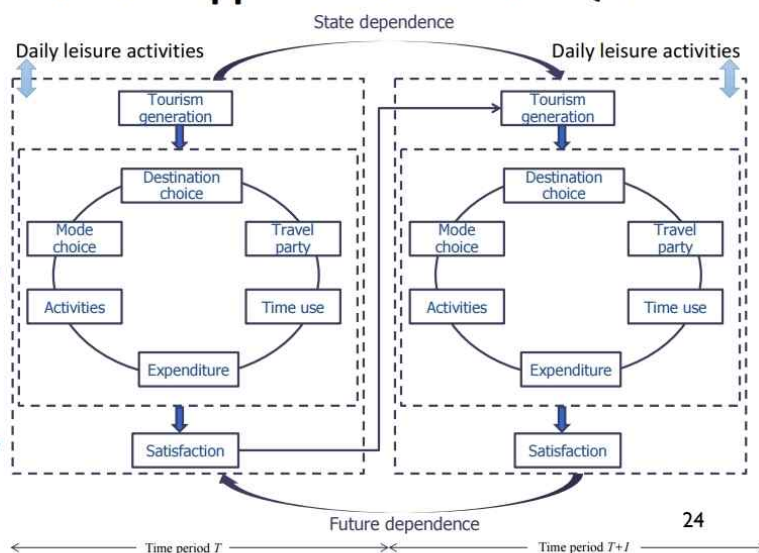 State dependence
Daily leisure activities
Daily leisure activities
Tourism
generation
Tourism
generation
Destination
choice
Mode
choice
Travel
party
Activities
Time use
Expenditure
Satisfaction
Destination
choice
Mode
choice
Travel
party
Activities
Time use
Expenditure
Satisfaction
Future dependence
24
Time period T
Time period T+1